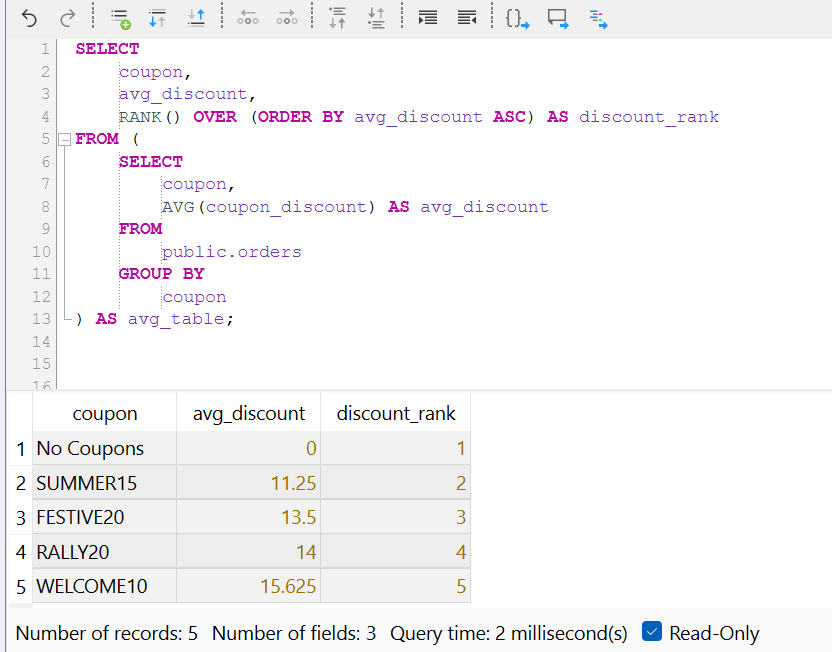 1 SELECT
2 coupon,
3 avg_discount,
4 RANK() OVER (ORDER BY avg_discount ASC) AS discount_rank
5 FROM (
6 SELECT
7 coupon,
8 AVG(coupon_discount) AS avg_discount
9 FROM
10 public.orders
11 GROUP BY
12 coupon
13 ) AS avg_table;
14
15
16
coupon avg_discount discount_rank
1 No Coupons 0 1
2 SUMMER15 11.25 2
3 FESTIVE20 13.5 3
4 RALLY20 14 4
5 WELCOME10 15.625 5
Number of records: 5 Number of fields: 3 Query time: 2 millisecond(s) Read-Only